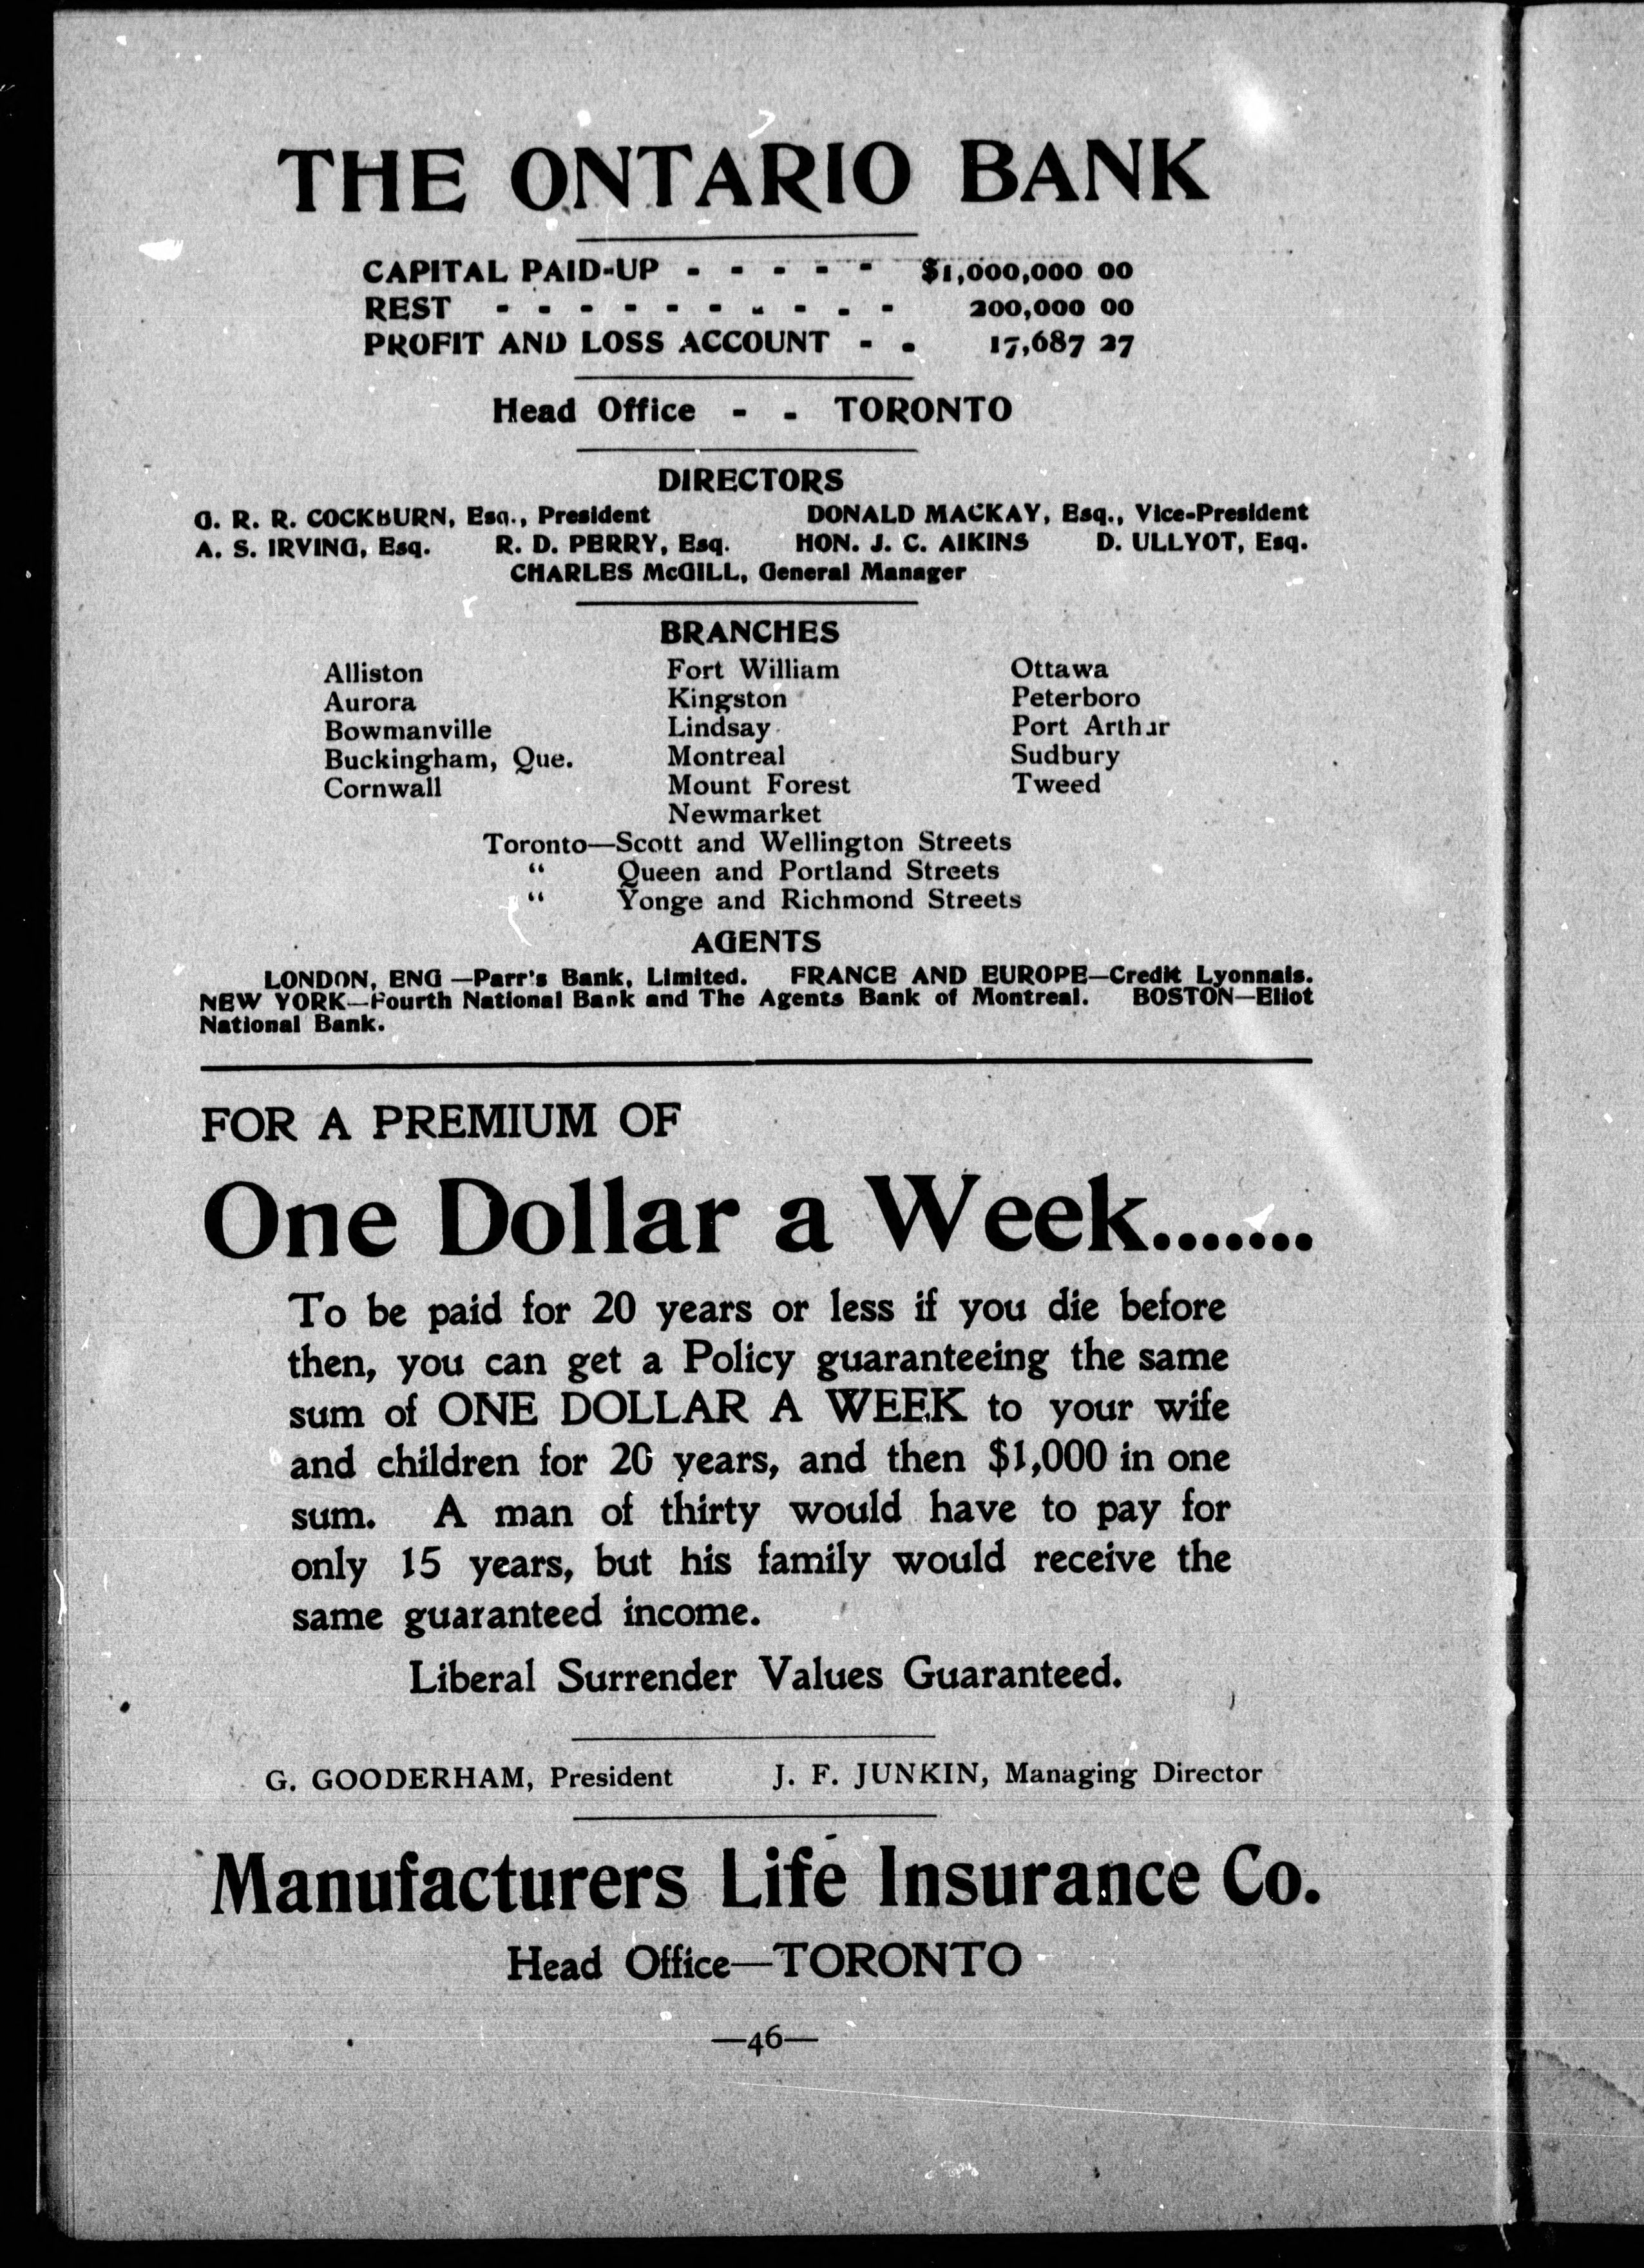 THE ONTARIO BANK
CAPITAL PAID-UP - - - - - $1,000,000 00
REST - - - - - - - - - - 200,000 00
PROFIT AND LOSS ACCOUNT - - 17,687 27
Head Office - - TORONTO
DIRECTORS
G. R. R. COCKBURN, Esq., President DONALD MACKAY, Esq., Vice-President
A. S. IRVING, Esq. R. D. PERRY, Esq. HON. J. C. AIKINS D. ULLYOT, Esq.
CHARLES McGILL, General Manager
BRANCHES
Alliston Fort William Ottawa
Aurora Kingston Peterboro
Bowmanville Lindsay Port Arthur
Buckingham, Que. Montreal Sudbury
Cornwall Mount Forest Tweed
Newmarket
Toronto—Scott and Wellington Streets
“ Queen and Portland Streets
“ Yonge and Richmond Streets
AGENTS
LONDON, ENG —Parr's Bank, Limited. FRANCE AND EUROPE—Credit Lyonnais.
NEW YORK—Fourth National Bank and The Agents Bank of Montreal. BOSTON—Eliot
National Bank.
FOR A PREMIUM OF
One Dollar a Week.......
To be paid for 20 years or less if you die before
then, you can get a Policy guaranteeing the same
sum of ONE DOLLAR A WEEK to your wife
and children for 20 years, and then $1,000 in one
sum. A man of thirty would have to pay for
only 15 years, but his family would receive the
same guaranteed income.
Liberal Surrender Values Guaranteed.
G. GOODERHAM, President J. F. JUNKIN, Managing Director
Manufacturers Life Insurance Co.
Head Office—TORONTO
—46—